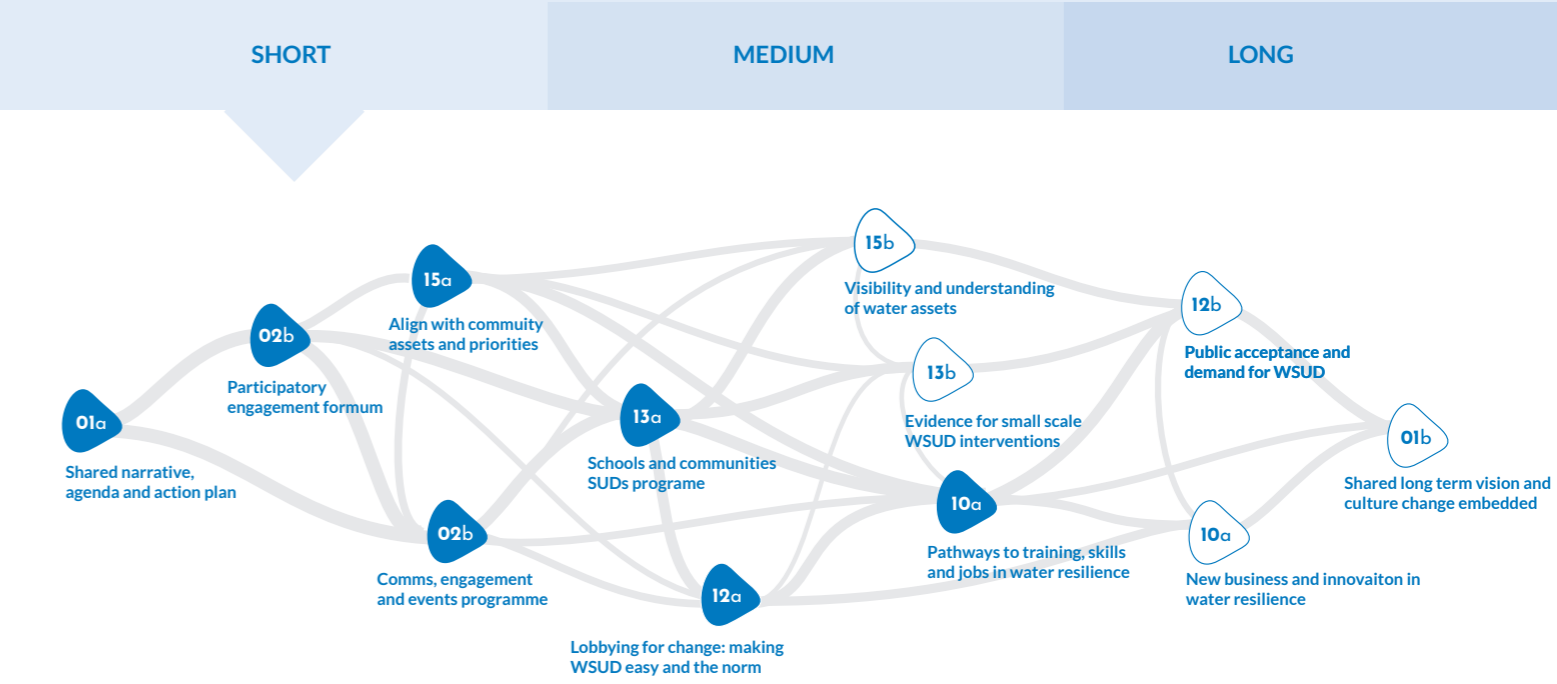 SHORT
MEDIUM
LONG
15b
Visibility and understanding
of water assets
15a
Align with commuity
assets and priorities
12b
Public acceptance and
demand for WSUD
02b
Participatory
engagement formum
13b
Evidence for small scale
WSUD interventions
01a
Shared narrative,
agenda and action plan
13a
Schools and communities
SUDs programe
01b
Shared long term vision and
culture change embedded
10a
Pathways to training, skills
and jobs in water resilience
02b
Comms, engagement
and events programme
10a
New business and innovaiton in
water resilience
12a
Lobbying for change: making
WSUD easy and the norm